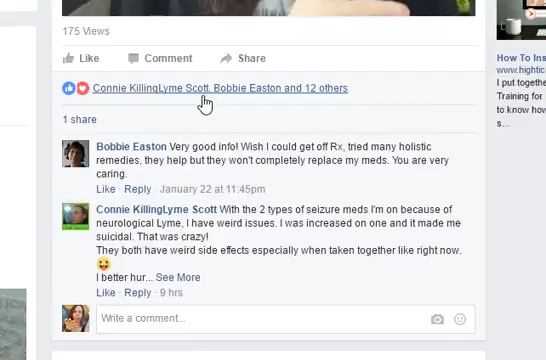 175 Views
Like Comment Share
Connie KillingLyme Scott, Bobbie Easton and 12 others
1 share
Bobbie Easton Very good info! Wish I could get off Rx, tried many holistic
remedies, they help but they won't completely replace my meds. You are very
caring.
Like · Reply · January 22 at 11:45pm
Connie KillingLyme Scott With the 2 types of seizure meds I'm on because of
neurological Lyme, I have weird issues. I was increased on one and it made me
suicidal. That was crazy!
They both have weird side effects especially when taken together like right now.
😜
I better hur... See More
Like · Reply · 9 hrs
Write a comment...
How To Ins
www.hightic
I put togethe
Training for
to know how
s...